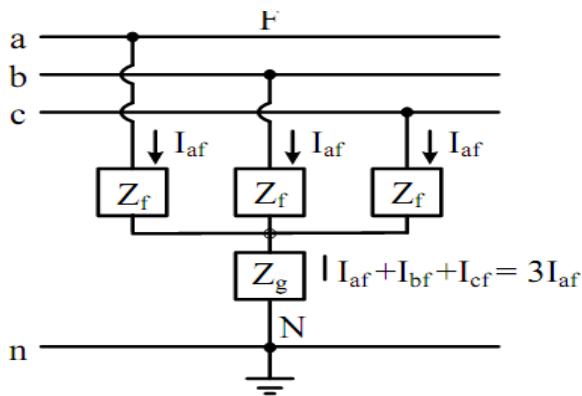 F
a
b
c
I_af I_af I_af
Z_f Z_f Z_f
Z_g I_af+I_bf+I_cf= 3I_af
N
n